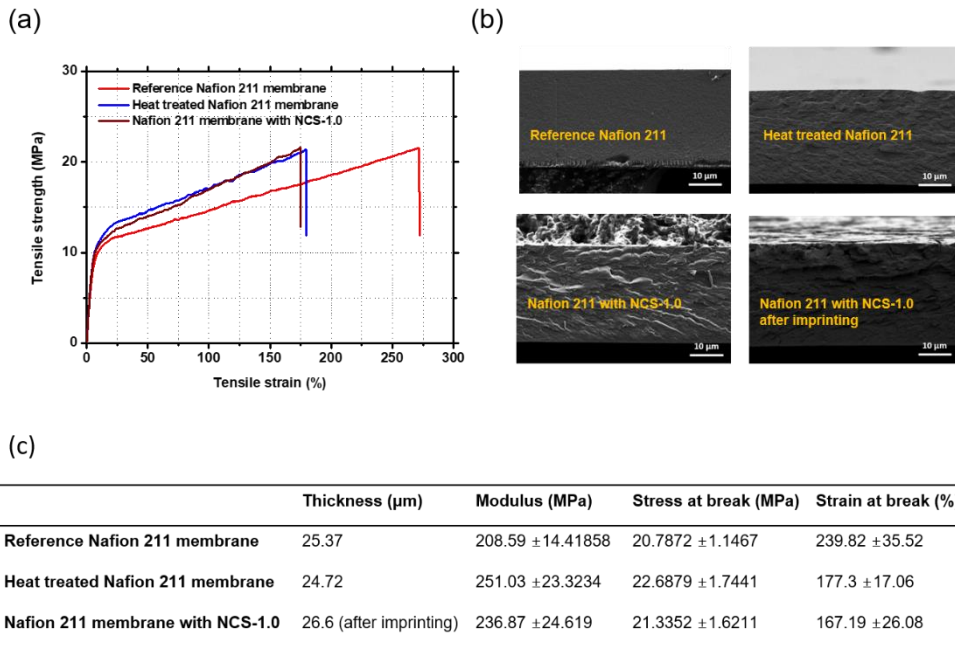 (a)
30
20
10
0
Tensile strength (MPa)
Reference Nafion 211 membrane
Heat treated Nafion 211 membrane
Nafion 211 membrane with NCS-1.0
0 50 100 150 200 250 300
Tensile strain (%)
(b)
Reference Nafion 211
10 μm
Heat treated Nafion 211
10 μm
Nafion 211 with NCS-1.0
10 μm
Nafion 211 with NCS-1.0
after imprinting
10 μm
(c)
Thickness (μm) Modulus (MPa) Stress at break (MPa) Strain at break (%
Reference Nafion 211 membrane 25.37 208.59 ±14.41858 20.7872 ±1.1467 239.82 ±35.52
Heat treated Nafion 211 membrane 24.72 251.03 ±23.3234 22.6879 ±1.7441 177.3 ±17.06
Nafion 211 membrane with NCS-1.0 26.6 (after imprinting) 236.87 ±24.619 21.3352 ±1.6211 167.19 ±26.08